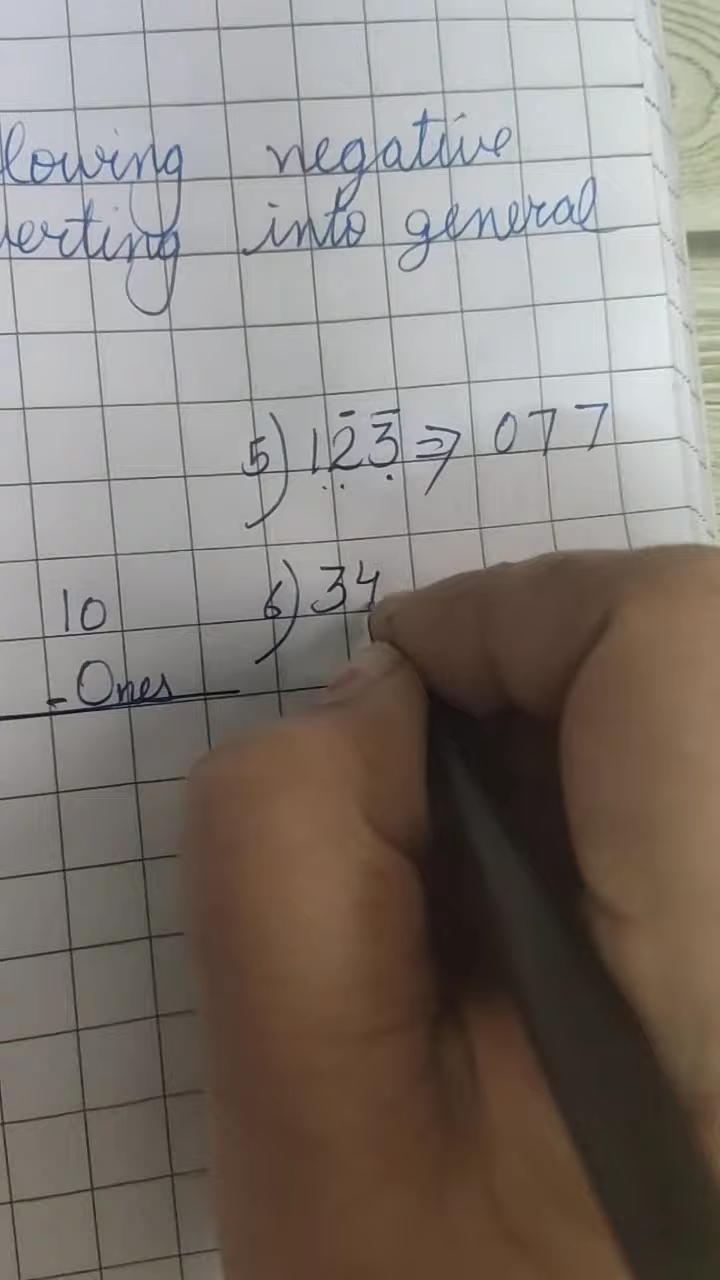 lowing negative
erting into general
5) 12̄3̄ ⇒ 077
10
6) 34
- Ones